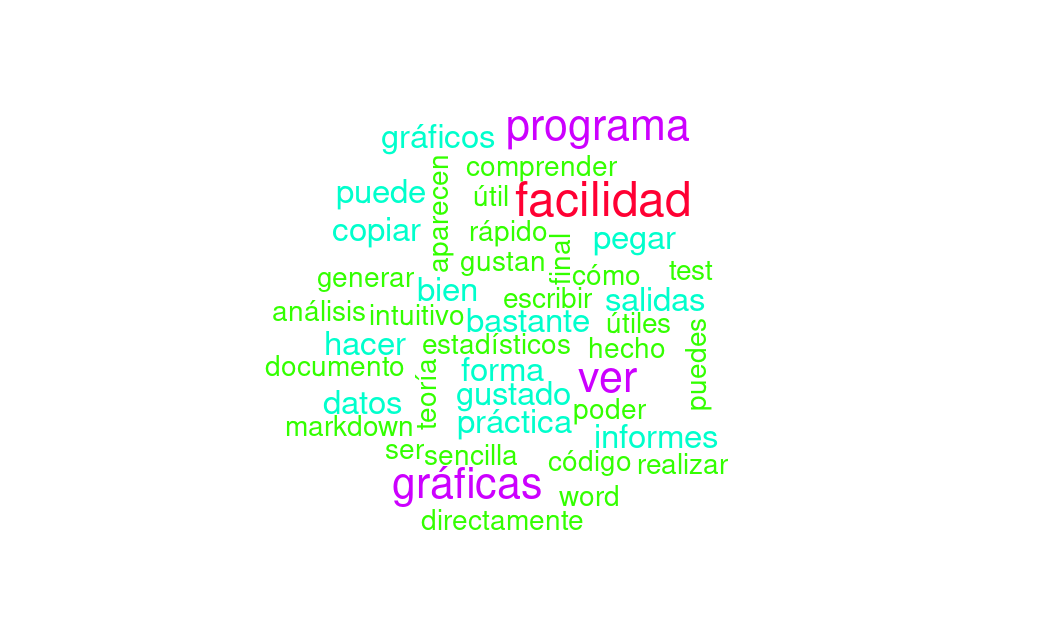 programa
gráficos
comprender
aparecen
puede
útil
facilidad
copiar
rápido
pegar
final
gustan
generar
cómo
test
bien
escribir
salidas
análisis
intuitivo
bastante
útiles
puedes
hacer
estadísticos
hecho
documento
teoría
forma
ver
datos
gustado
poder
markdown
práctica
informes
ser
sencilla
código
realizar
gráficas
word
directamente